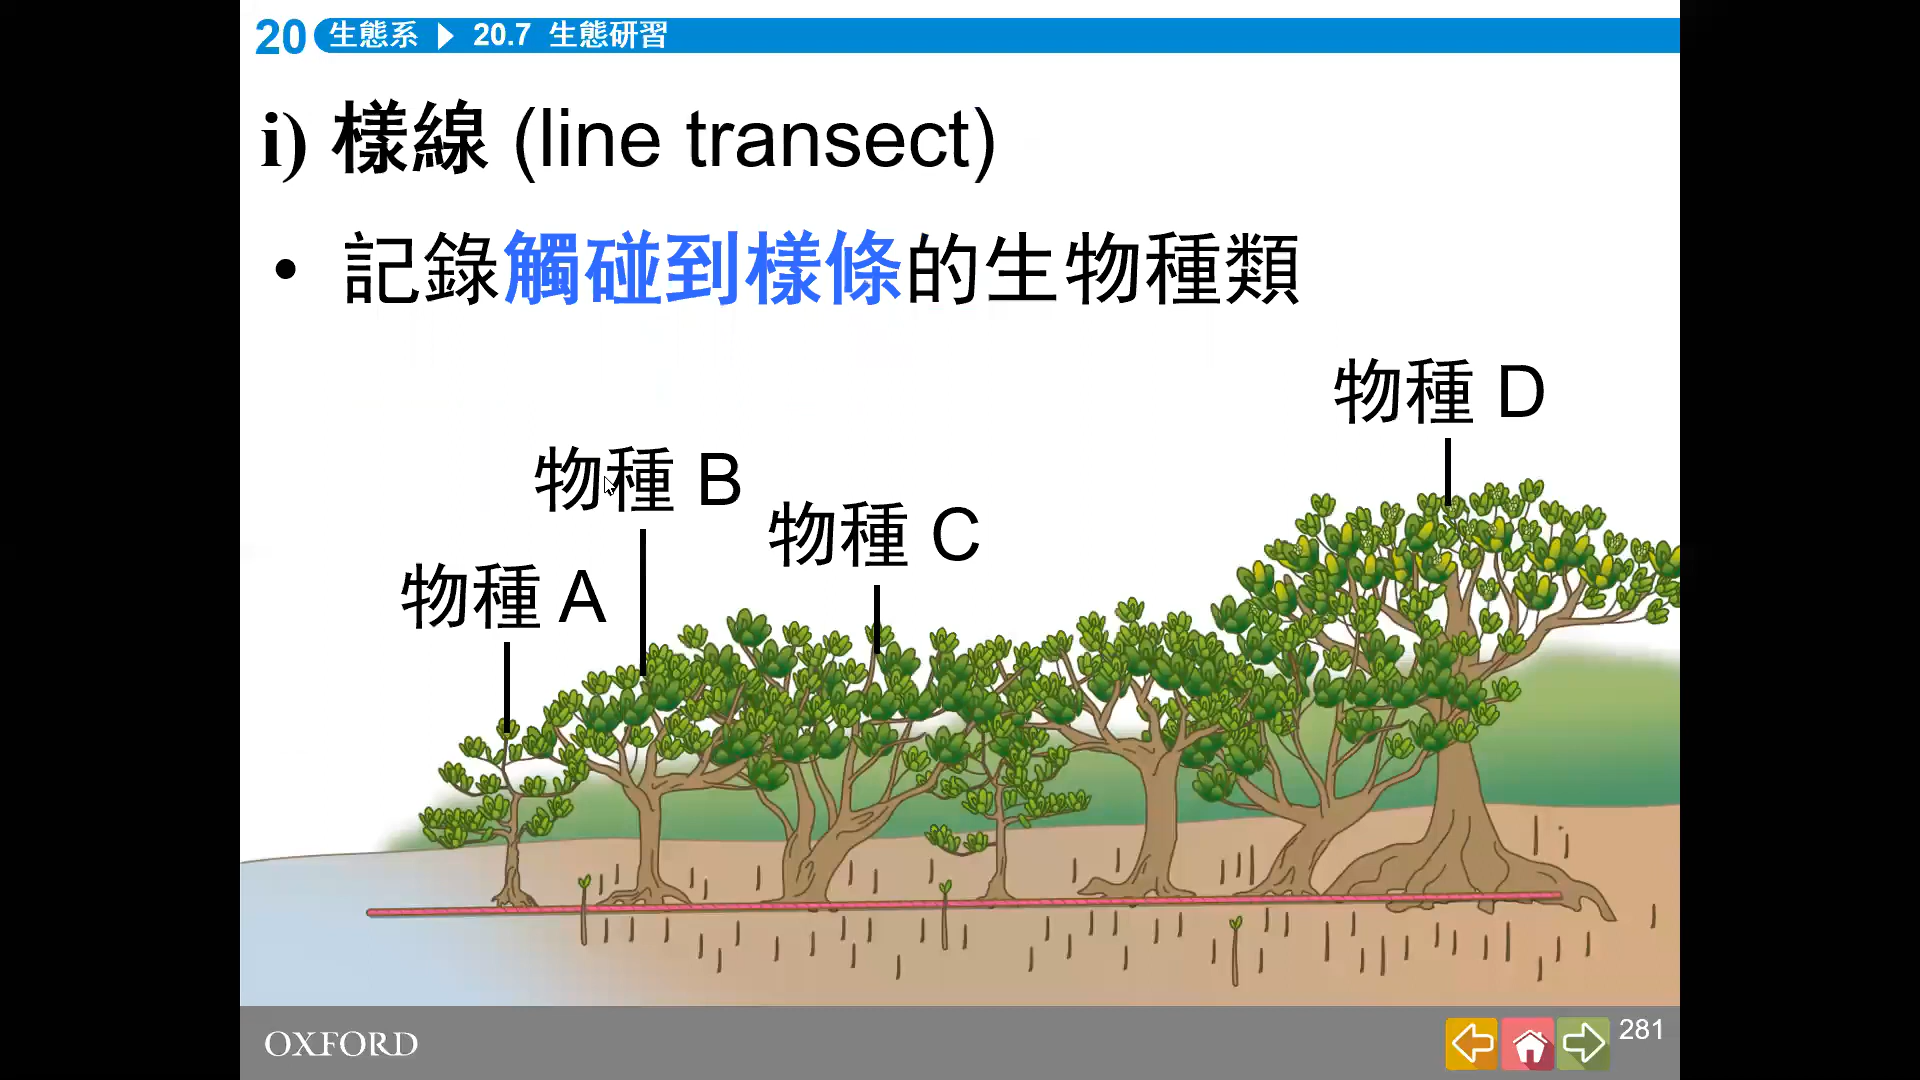 20 生態系 20.7 生態研習
i) 樣線 (line transect)
• 記錄觸碰到樣條的生物種類
物種 D
物種 B
物種 C
物種 A
OXFORD
281